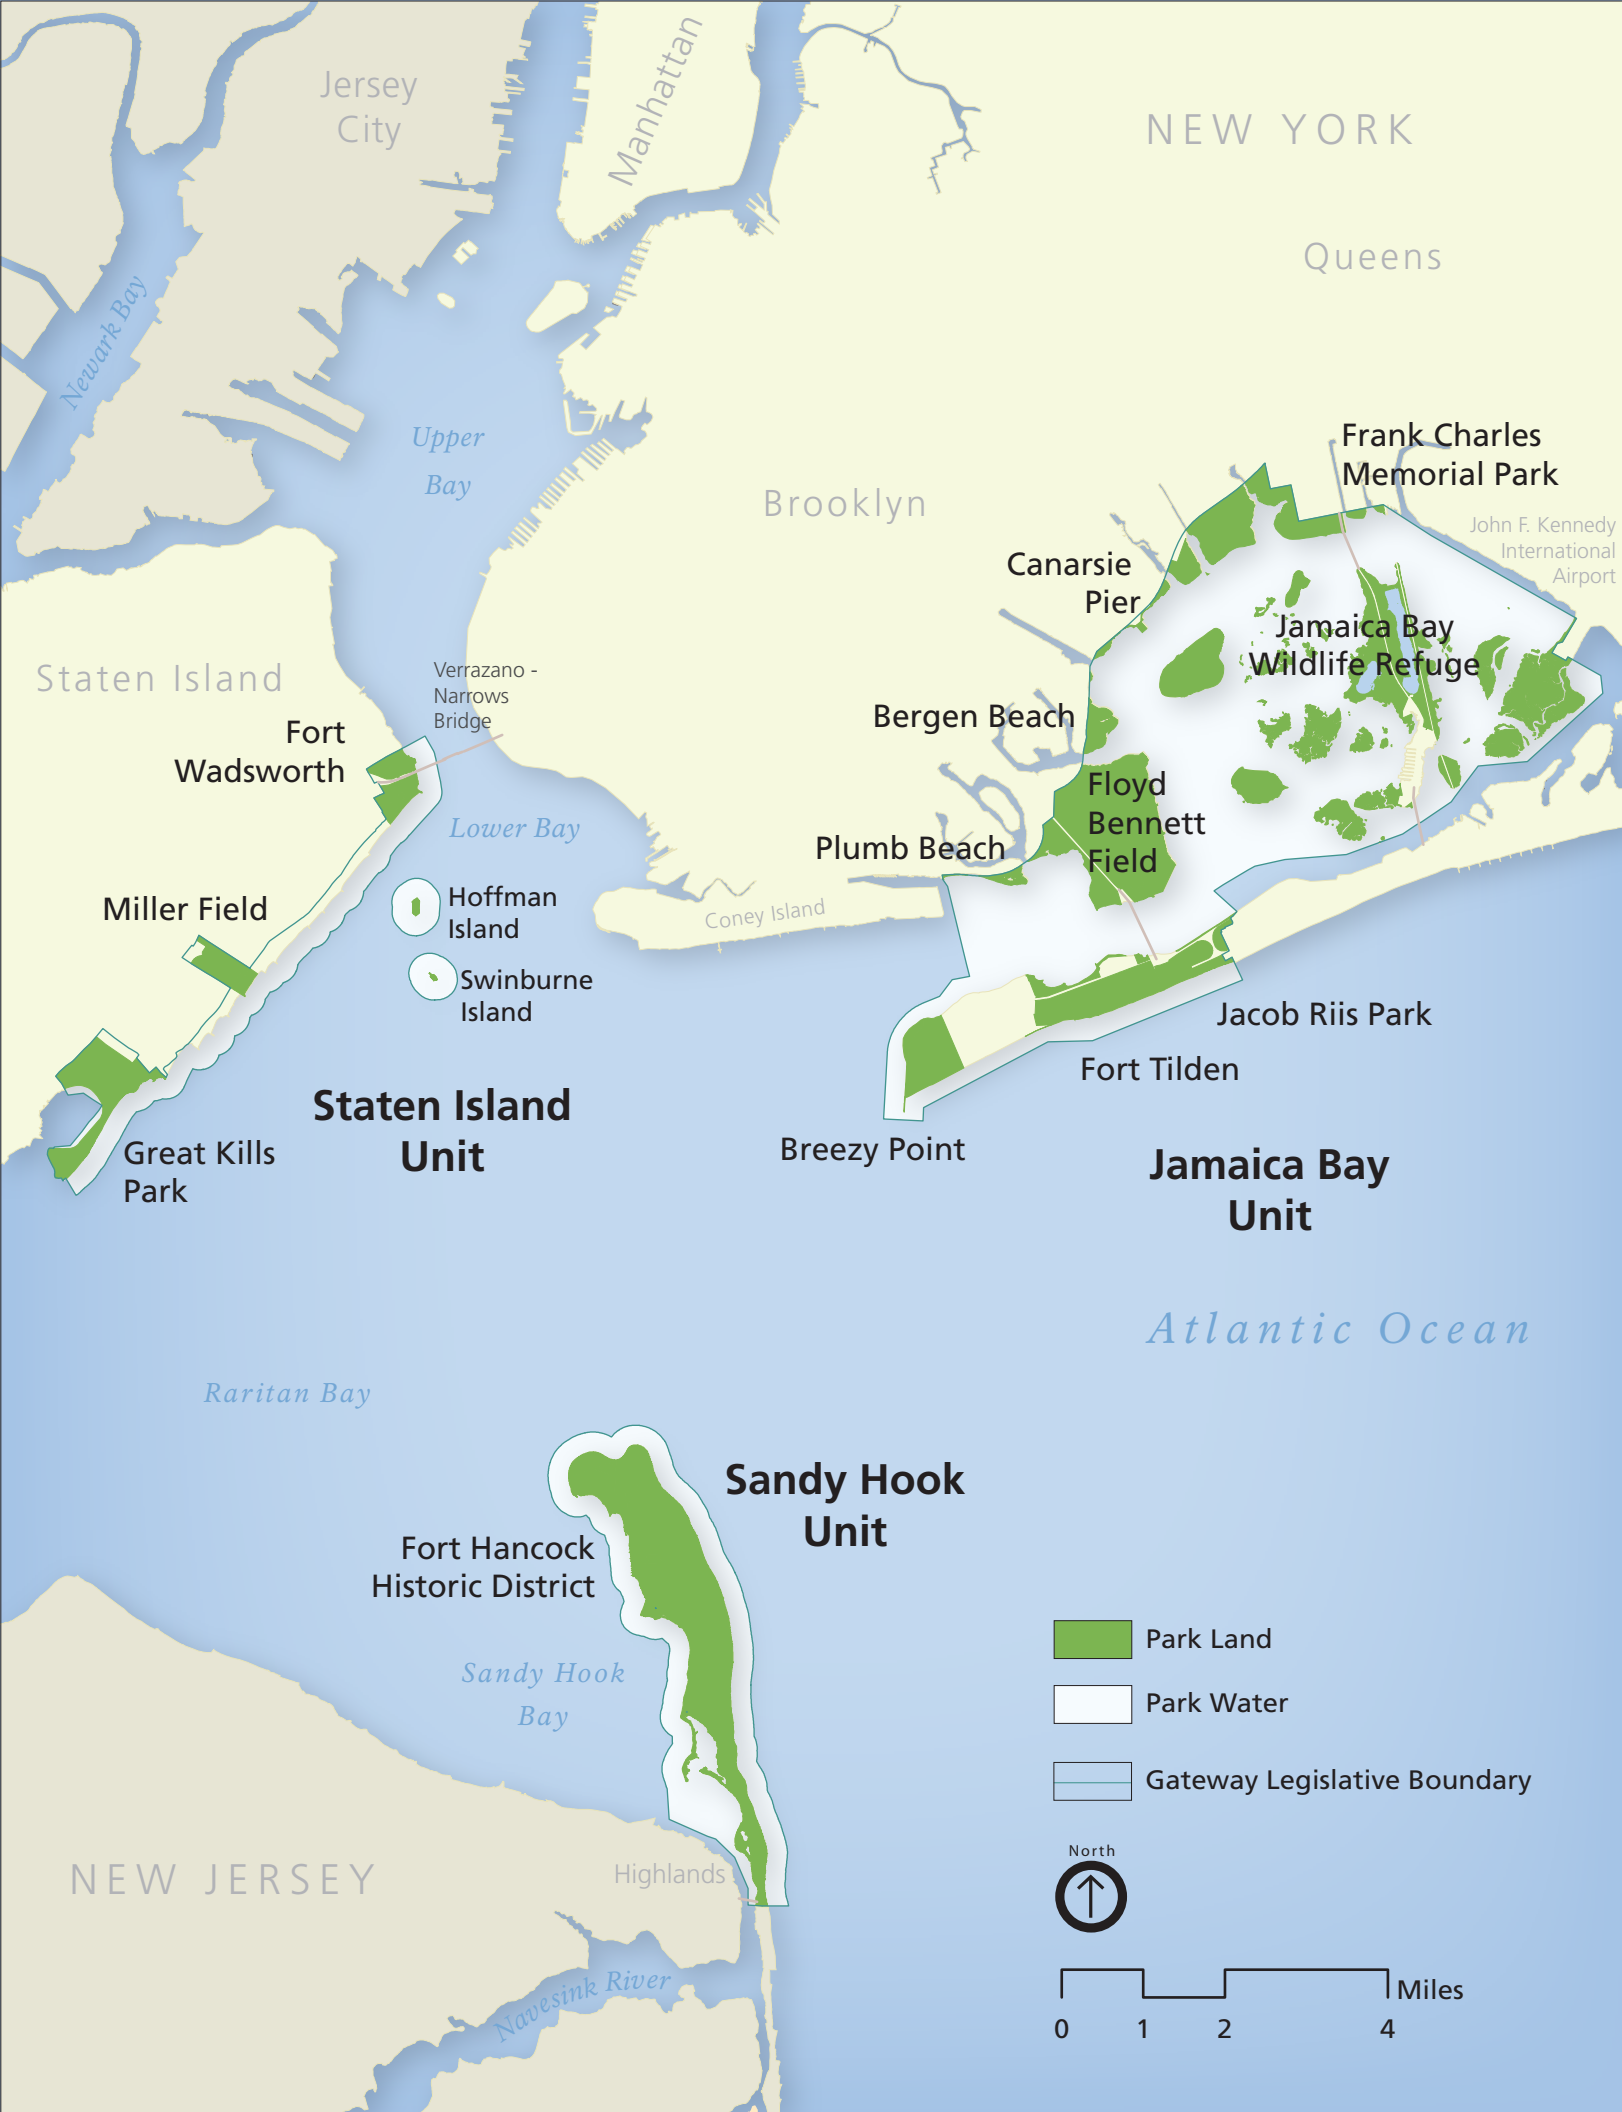 Jersey
City
Manhattan
NEW YORK
Queens
Newark Bay
Upper
Bay
Brooklyn
Frank Charles
Memorial Park
John F. Kennedy
International
Airport
Canarsie
Pier
Jamaica Bay
Wildlife Refuge
Staten Island
Verrazano -
Narrows
Bridge
Bergen Beach
Fort
Wadsworth
Floyd
Bennett
Field
Lower Bay
Plumb Beach
Hoffman
Island
Miller Field
Coney Island
Swinburne
Island
Jacob Riis Park
Fort Tilden
Staten Island
Unit
Great Kills
Park
Breezy Point
Jamaica Bay
Unit
Atlantic Ocean
Raritan Bay
Sandy Hook
Unit
Fort Hancock
Historic District
Sandy Hook
Bay
Park Land
Park Water
Gateway Legislative Boundary
NEW JERSEY
Highlands
North
Navesink River
Miles
0 1 2 4